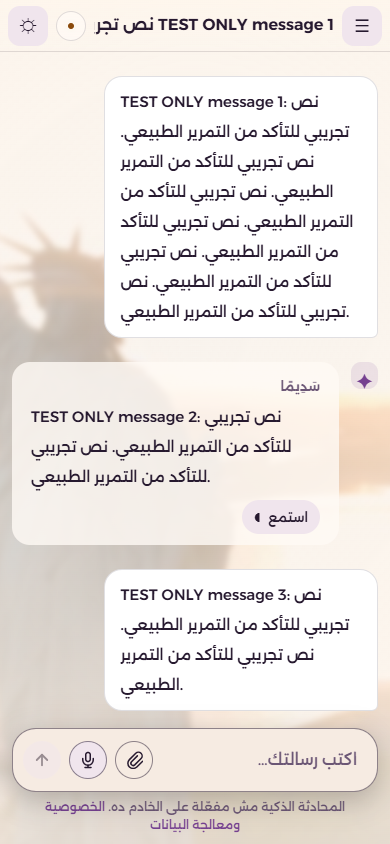 TEST ONLY message 1 نص تجر
TEST ONLY message 1: نص
تجريبي للتأكد من التمرير الطبيعي.
نص تجريبي للتأكد من التمرير
الطبيعي. نص تجريبي للتأكد من
التمرير الطبيعي. نص تجريبي للتأكد
من التمرير الطبيعي. نص تجريبي
للتأكد من التمرير الطبيعي. نص
تجريبي للتأكد من التمرير الطبيعي.
سَدِيمًا
TEST ONLY message 2: نص تجريبي
للتأكد من التمرير الطبيعي. نص تجريبي
للتأكد من التمرير الطبيعي.
استمع
TEST ONLY message 3: نص
تجريبي للتأكد من التمرير الطبيعي.
نص تجريبي للتأكد من التمرير
الطبيعي.
اكتب رسالتك...
المحادثة الذكية مش مفعّلة على الخادم ده. الخصوصية
ومعالجة البيانات